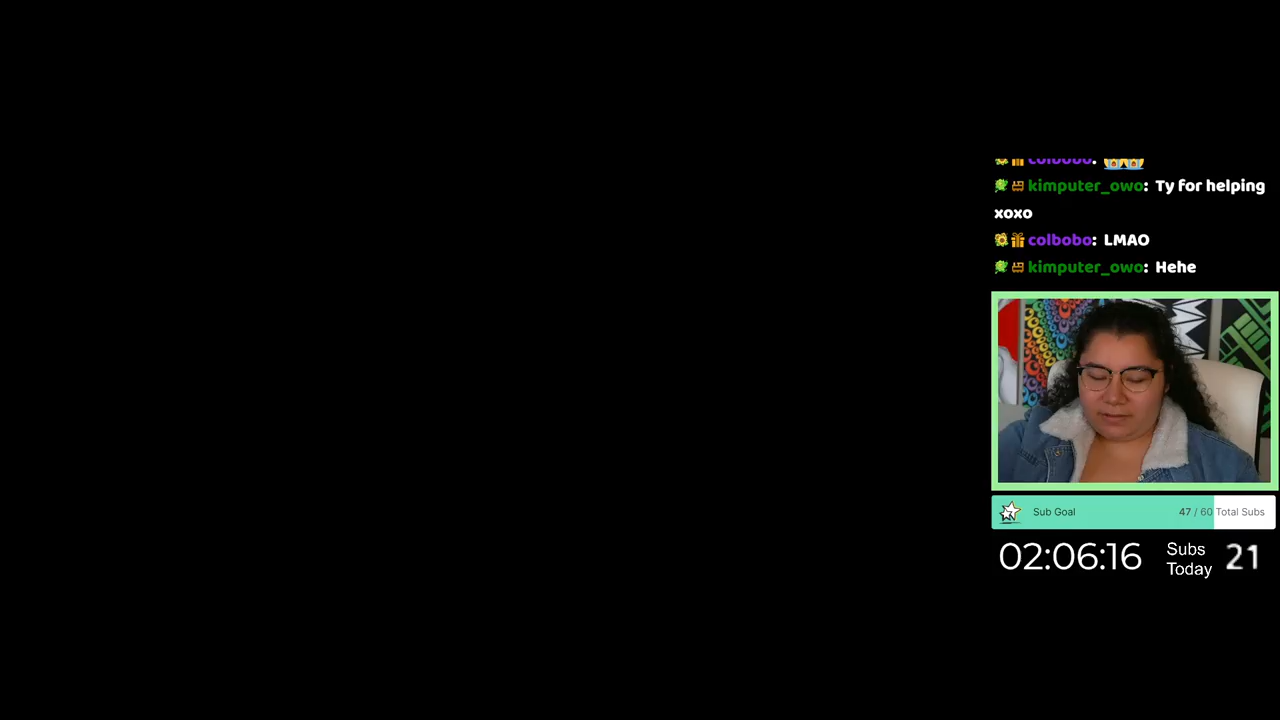 colbobo:
kimputer_owo: Ty for helping
xoxo
colbobo: LMAO
kimputer_owo: Hehe
Sub Goal 47 / 60 Total Subs
02:06:16 Subs Today 21